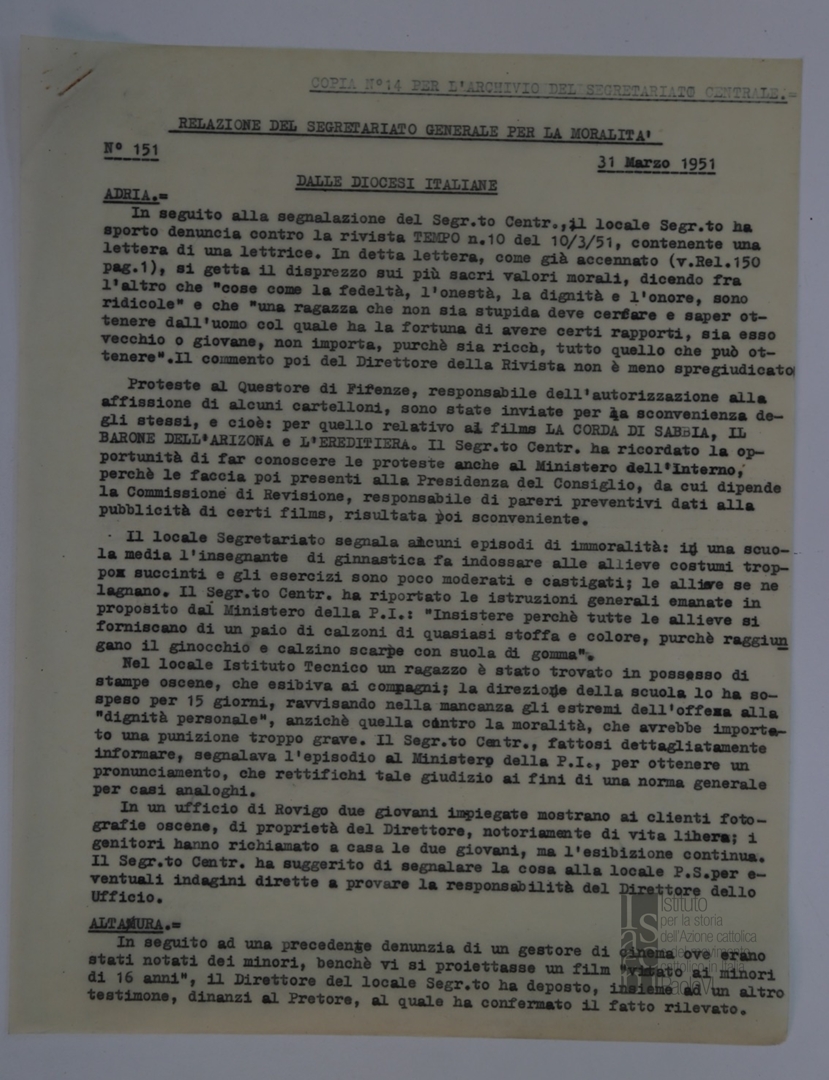 COPIA N°14 PER L'ARCHIVIO DEL SEGRETARIATO CENTRALE.=
RELAZIONE DEL SEGRETARIATO GENERALE PER LA MORALITA'
N° 151
31 Marzo 1951
DALLE DIOCESI ITALIANE
ADRIA.=
In seguito alla segnalazione del Segr.to Centr., il locale Segr.to ha
sporto denuncia contro la rivista TEMPO n.10 del 10/3/51, contenente una
lettera di una lettrice. In detta lettera, come già accennato (v.Rel.150
pag.1), si getta il disprezzo sui più sacri valori morali, dicendo fra
l'altro che "cose come la fedeltà, l'onestà, la dignità e l'onore, sono
ridicole" e che "una ragazza che non sia stupida deve cercare e saper ot-
tenere dall'uomo col quale ha la fortuna di avere certi rapporti, sia esso
vecchio o giovane, non importa, purchè sia ricch, tutto quello che può ot-
tenere".Il commento poi del Direttore della Rivista non è meno spregiudicato
Proteste al Questore di Firenze, responsabile dell'autorizzazione alla
affissione di alcuni cartelloni, sono state inviate per la sconvenienza de-
gli stessi, e cioè: per quello relativo ai films LA CORDA DI SABBIA, IL
BARONE DELL'ARIZONA e L'EREDITIERA. Il Segr.to Centr. ha ricordato la op-
portunità di far conoscere le proteste anche al Ministero dell'Interno,
perchè le faccia poi presenti alla Presidenza del Consiglio, da cui dipende
la Commissione di Revisione, responsabile di pareri preventivi dati alla
pubblicità di certi films, risultata poi sconveniente.
Il locale Segretariato segnala alcuni episodi di immoralità: in una scuo-
la media l'insegnante di ginnastica fa indossare alle allieve costumi trop-
pox succinti e gli esercizi sono poco moderati e castigati; le allieve se ne
lagnano. Il Segr.to Centr. ha riportato le istruzioni generali emanate in
proposito dal Ministero della P.I.: "Insistere perchè tutte le allieve si
forniscano di un paio di calzoni di quasiasi stoffa e colore, purchè raggiun
gano il ginocchio e calzino scarpe con suola di gomma".
Nel locale Istituto Tecnico un ragazzo è stato trovato in possesso di
stampe oscene, che esibiva ai compagni; la direzione della scuola lo ha so-
speso per 15 giorni, ravvisando nella mancanza gli estremi dell'offesa alla
"dignità personale", anzichè quella contro la moralità, che avrebbe importa-
to una punizione troppo grave. Il Segr.to Centr., fattosi dettagliatamente
informare, segnalava l'episodio al Ministero della P.I., per ottenere un
pronunciamento, che rettifichi tale giudizio ai fini di una norma generale
per casi analoghi.
In un ufficio di Rovigo due giovani impiegate mostrano ai clienti foto-
grafie oscene, di proprietà del Direttore, notoriamente di vita libera; i
genitori hanno richiamato a casa le due giovani, ma l'esibizione continua.
Il Segr.to Centr. ha suggerito di segnalare la cosa alla locale P.S.per e-
ventuali indagini dirette a provare la responsabilità del Direttore dello
Ufficio.
ALTAMURA.=
In seguito ad una precedente denunzia di un gestore di cinema ove erano
stati notati dei minori, benchè vi si proiettasse un film "vietato ai minori
di 16 anni", il Direttore del locale Segr.to ha deposto, insieme ad un altro
testimone, dinanzi al Pretore, al quale ha confermato il fatto rilevato.
Istituto
per la storia
dell'Azione cattolica
e del movimento
cattolico in Italia
Paolo VI